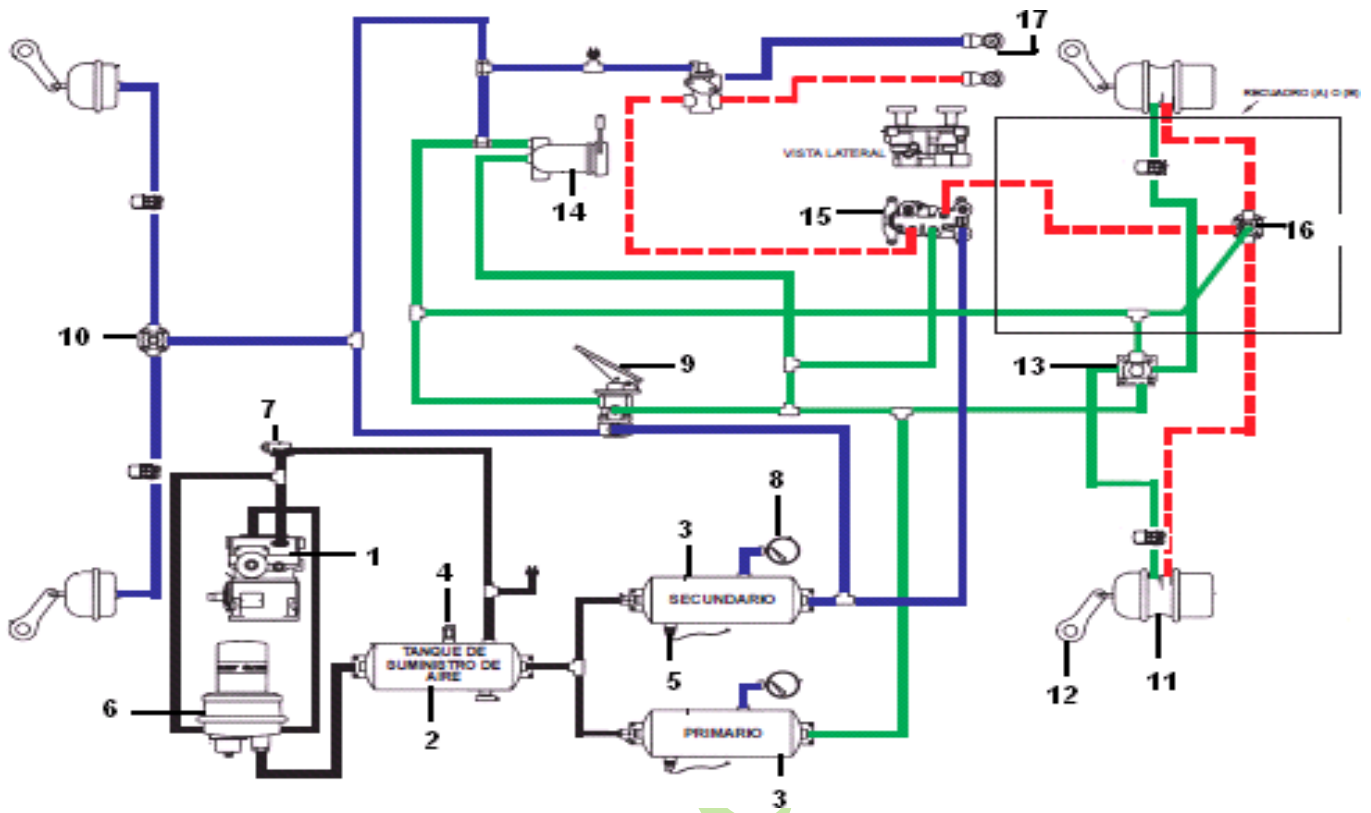 17
RECUADRO (A) O (B)
VISTA LATERAL
14
15
16
10
9
13
7
8
3
1
4
SECUNDARIO
TANQUE DE
SUMINISTRO DE
AIRE
5
12
11
6
2
PRIMARIO
3